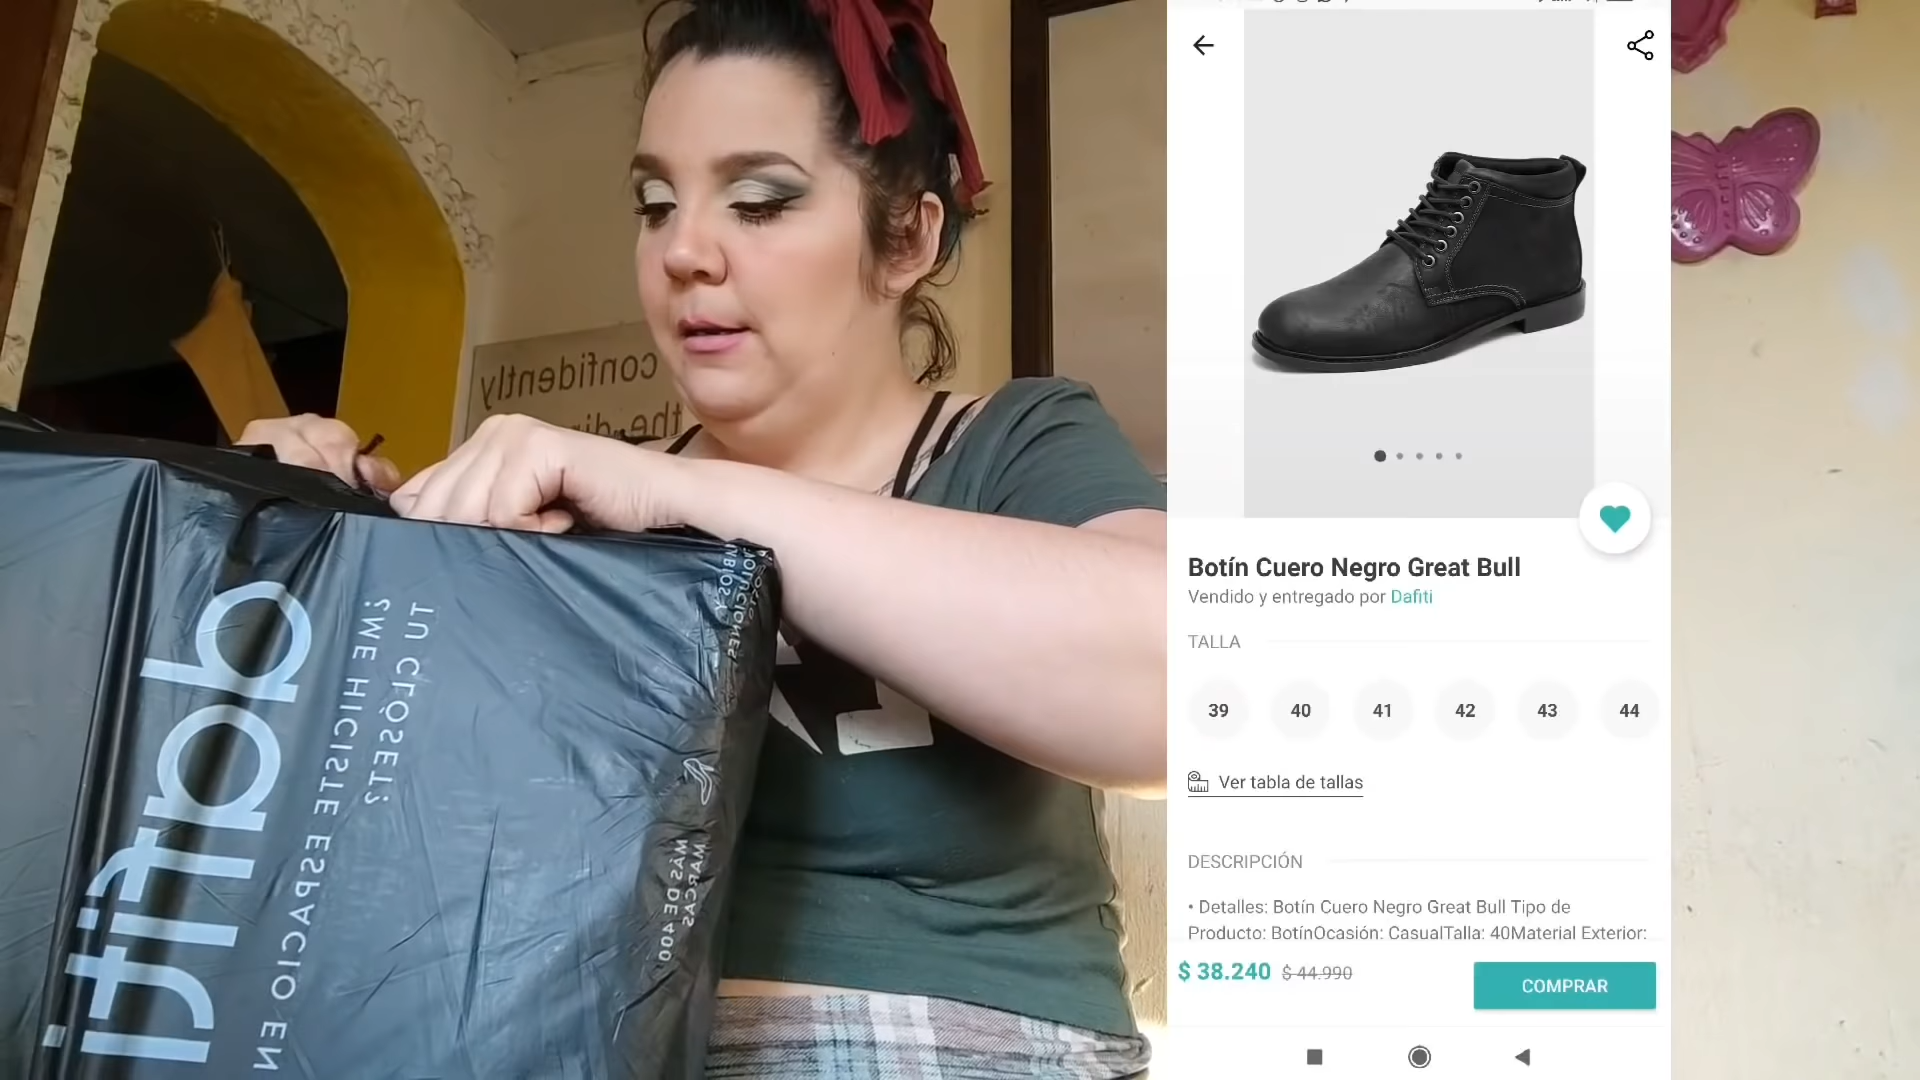 confidently
the di
dafiti
¿ME HICISTE ESPACIO EN
TU CLÓSET?
MÁS DE 400
MARCAS
Botín Cuero Negro Great Bull
Vendido y entregado por Dafiti
TALLA
39 40 41 42 43 44
Ver tabla de tallas
DESCRIPCIÓN
• Detalles: Botín Cuero Negro Great Bull Tipo de
Producto: BotínOcasión: CasualTalla: 40Material Exterior:
$ 38.240 $ 44.990
COMPRAR